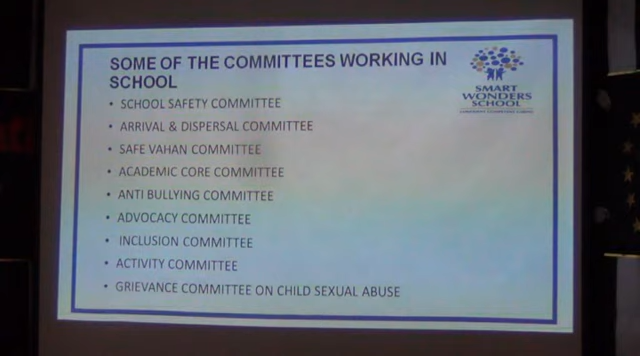 SOME OF THE COMMITTEES WORKING IN
SCHOOL
• SCHOOL SAFETY COMMITTEE
• ARRIVAL & DISPERSAL COMMITTEE
• SAFE VAHAN COMMITTEE
• ACADEMIC CORE COMMITTEE
• ANTI BULLYING COMMITTEE
• ADVOCACY COMMITTEE
• INCLUSION COMMITTEE
• ACTIVITY COMMITTEE
• GRIEVANCE COMMITTEE ON CHILD SEXUAL ABUSE
SMART
WONDERS
SCHOOL